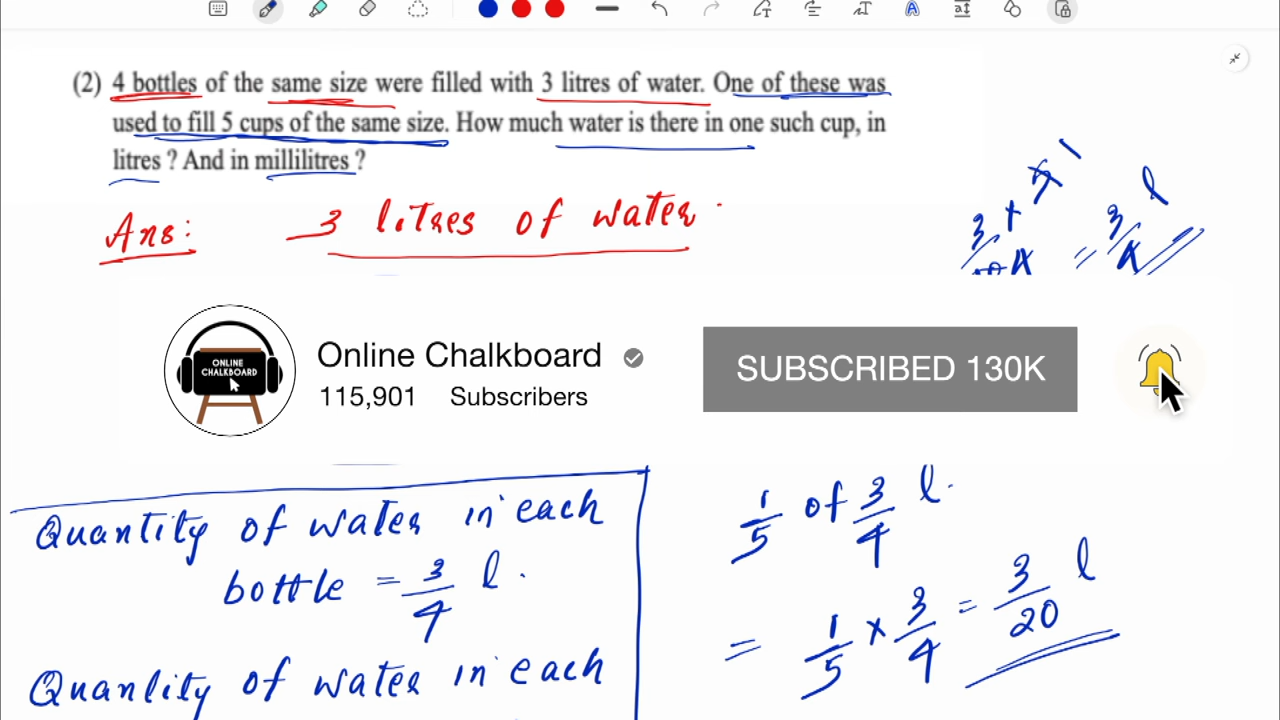 (2) 4 bottles of the same size were filled with 3 litres of water. One of these was
used to fill 5 cups of the same size. How much water is there in one such cup, in
litres ? And in millilitres ?
Ans: 3 litres of water.
= 3/4 l
ONLINE
CHALKBOARD
Online Chalkboard
115,901 Subscribers
SUBSCRIBED 130K
Quantity of water in each
bottle = 3/4 l.
Quantity of water in each
1/5 of 3/4 l.
= 1/5 × 3/4 = 3/20 l